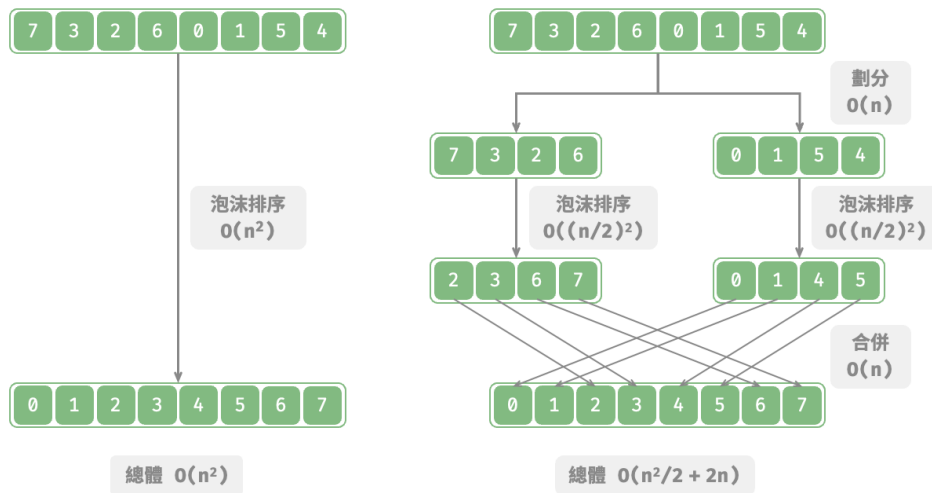 7 3 2 6 0 1 5 4
泡沫排序
O(n²)
0 1 2 3 4 5 6 7
總體 O(n²)
7 3 2 6 0 1 5 4
劃分
O(n)
7 3 2 6
0 1 5 4
泡沫排序
O((n/2)²)
泡沫排序
O((n/2)²)
2 3 6 7
0 1 4 5
合併
O(n)
0 1 2 3 4 5 6 7
總體 O(n²/2 + 2n)